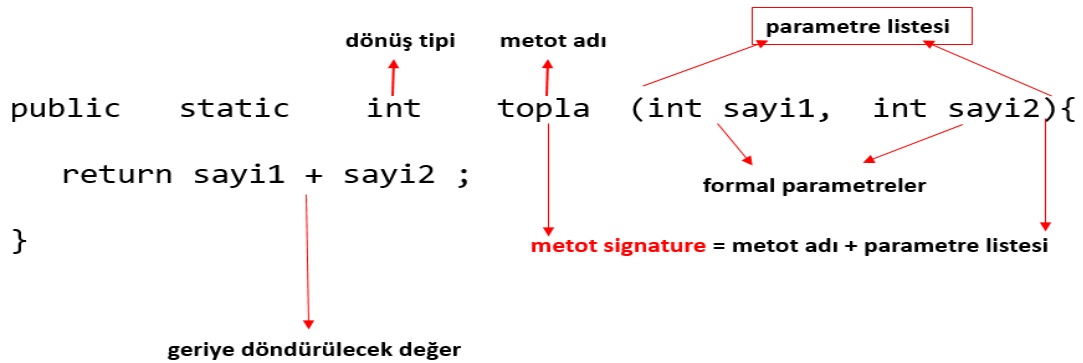 parametre listesi
dönüş tipi metot adı
public static int topla (int sayi1, int sayi2){
formal parametreler
return sayi1 + sayi2 ;
}
metot signature = metot adı + parametre listesi
geriye döndürülecek değer